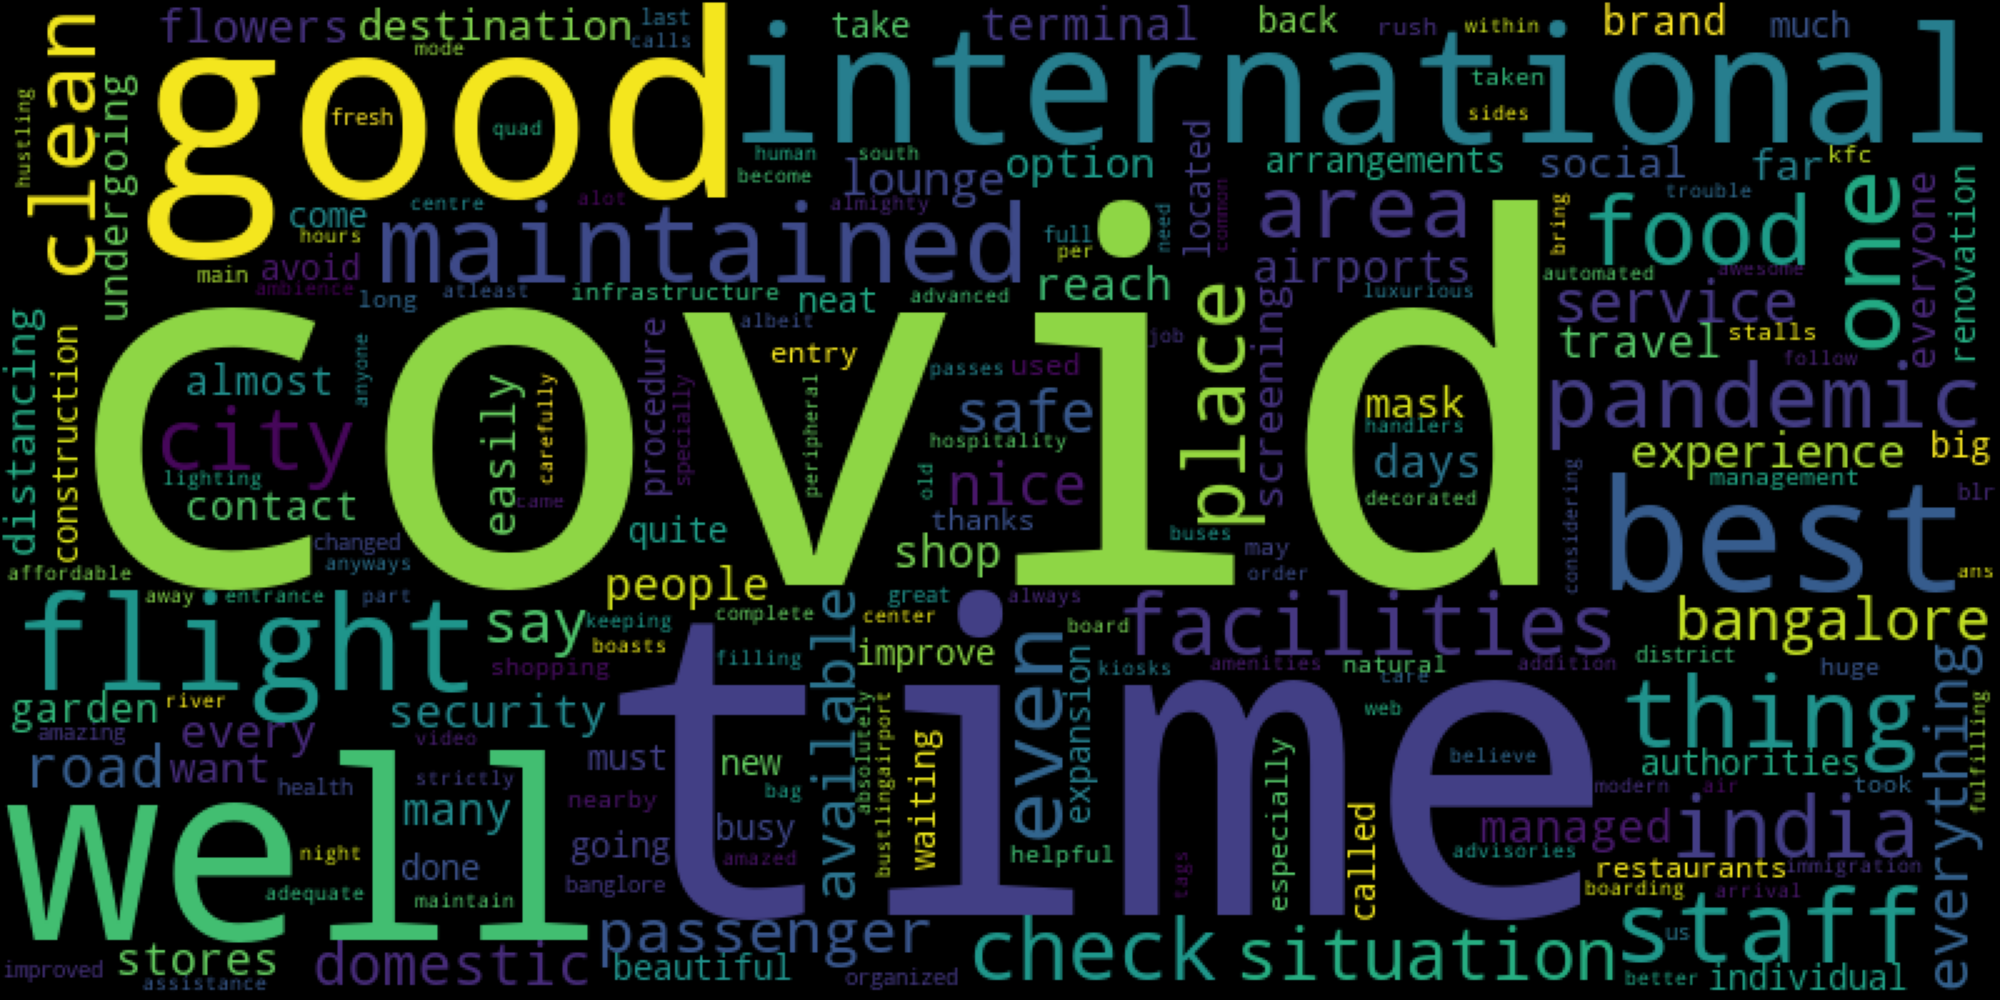 flowers
destination
mode
last
calls
take
terminal
back
rush
within
brand
much
clean
good
international
hustling
undergoing
fresh
quad
taken
sides
human
south
become
lounge
option
located
common
arrangements
social
far
kfc
trouble
one
everyone
renovation
come
hours
centre
alot
almighty
maintained
full
per
need
area
bring
food
main
avoid
ambience
long
atleast
infrastructure
neat
advanced
reach
place
airports
luxurious
automated
awesome
service
travel
stalls
follow
distancing
construction
covid
almost
anyone
city
lighting
contact
changed
anyways
easily
carefully
came
procedure
specially
albeit
entry
peripheral
quite
passes
used
job
safe
hospitality
old
nice
thanks
shop
buses
screening
may
order
mask
handlers
days
decorated
considering
pandemic
experience
big
management
blr
best
ans
affordable
away
entrance
part
people
flight
say
keeping
boasts
shopping
complete
filling
available
great
center
always
improve
even
board
facilities
expansion
kiosks
amenities
natural
care
addition
bangalore
district
huge
everything
fulfilling
garden
river
amazing
every
security
video
road
want
health
strictly
must
new
bag
nearby
time
absolutely
bustlingairport
waiting
especially
web
believe
thing
authorities
took
modern
air
well
many
night
done
adequate
maintain
going
banglore
busy
amazed
helpful
tags
called
managed
advisories
india
restaurants
immigration
boarding
arrival
improved
stores
assistance
domestic
passenger
beautiful
organized
check
situation
staff
us
better
individual